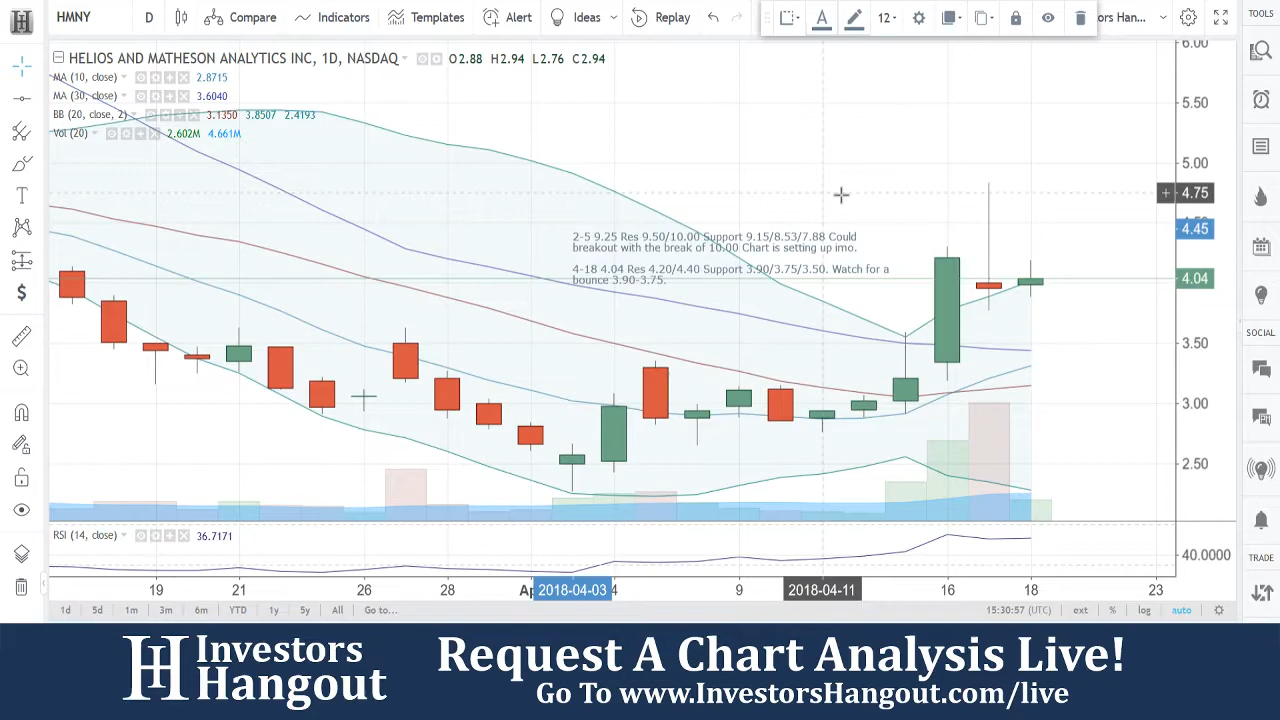 HMNY D Compare Indicators Templates Alert Ideas Replay 12 ors Han...
TOOLS
HELIOS AND MATHESON ANALYTICS INC, 1D, NASDAQ O2.88 H2.94 L2.76 C2.94
MA (10, close) 2.8715
MA (30, close) 3.6040
BB (20, close, 2) 3.1350 3.8507 2.4193
Vol (20) 2.602M 4.661M
6.00
5.50
5.00
4.75
4.45
4.04
3.50
3.00
2.50
2-5 9.25 Res 9.50/10.00 Support 9.15/8.53/7.88 Could
breakout with the break of 10.00 Chart is setting up imo.
4-18 4.04 Res 4.20/4.40 Support 3.90/3.75/3.50. Watch for a
bounce 3.90-3.75.
SOCIAL
RSI (14, close) 36.7171
40.0000
TRADE
19 21 26 28 Ap 2018-04-03 4 9 2018-04-11 16 18 23
1d 5d 1m 3m 6m YTD 1y 5y All Go to... 15:30:57 (UTC) ext % log auto
Investors
Hangout
Request A Chart Analysis Live!
Go To www.InvestorsHangout.com/live